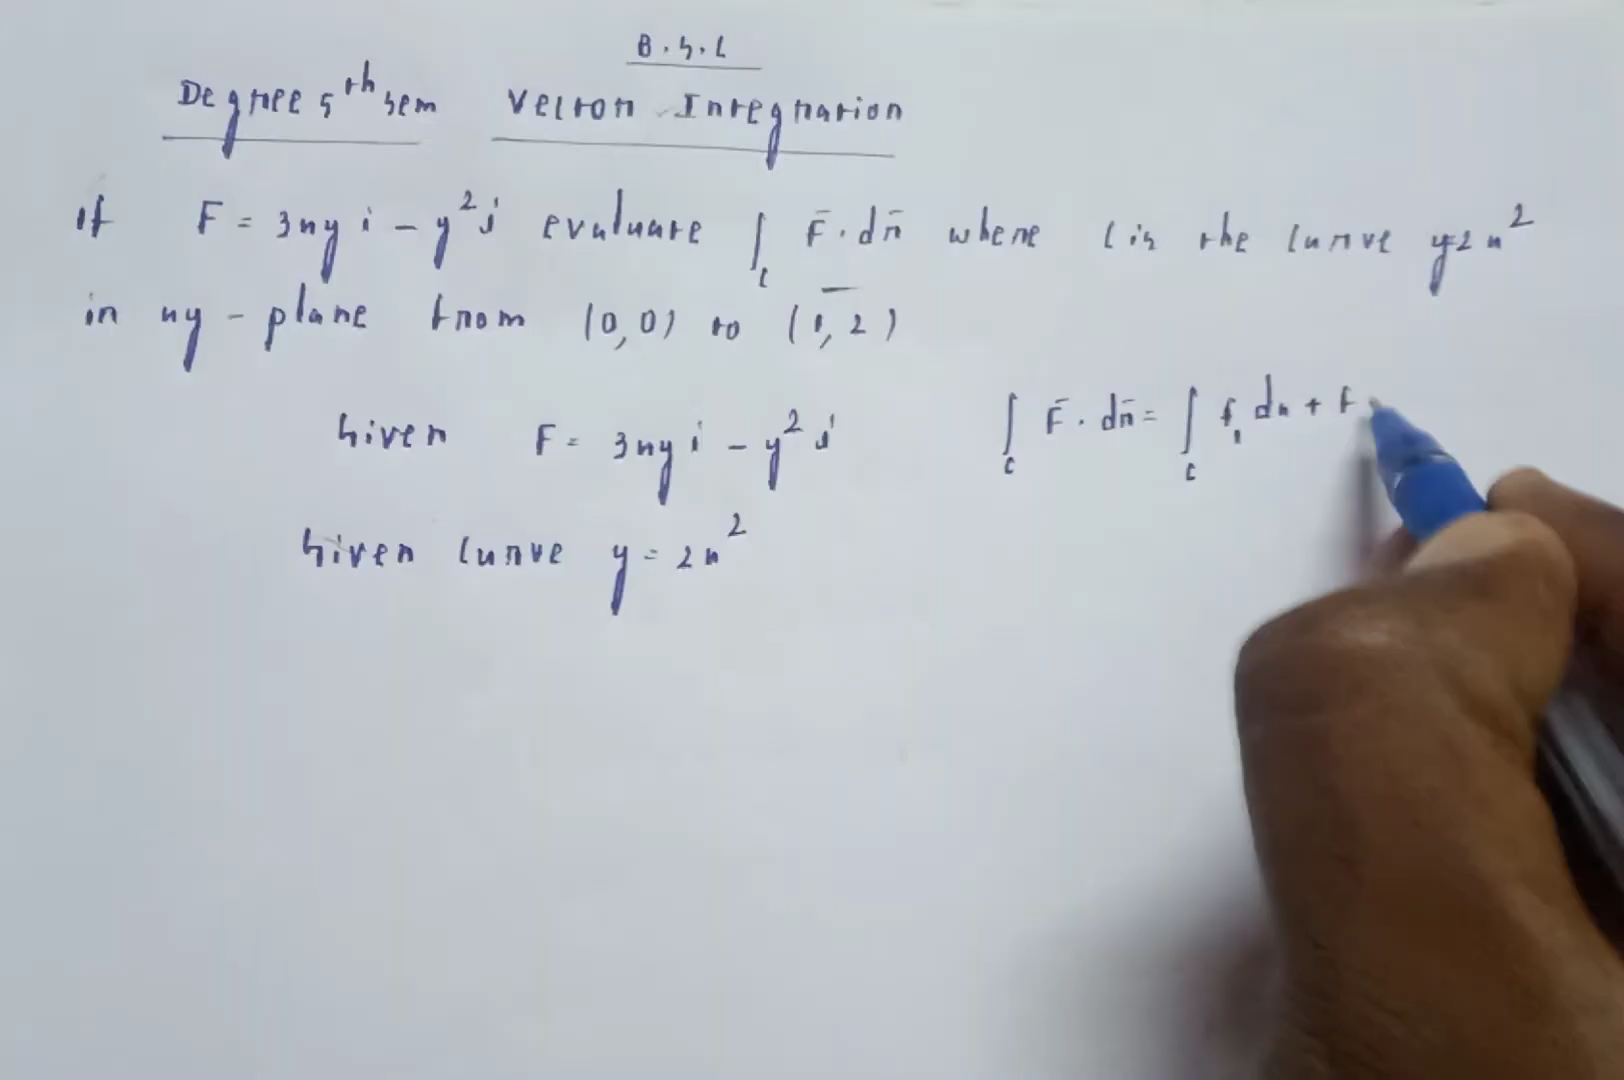 B.S.C
Degree 5th Sem Vector Integration
if F = 3xy i - y² j evaluate ∫c F̄ · dr̄ where C is the curve y=2x²
in xy - plane from (0,0) to (1,2)
Given F = 3xy i - y² j ∫c F̄ · dr̄ = ∫c f₁ dx + f
Given curve y = 2x²